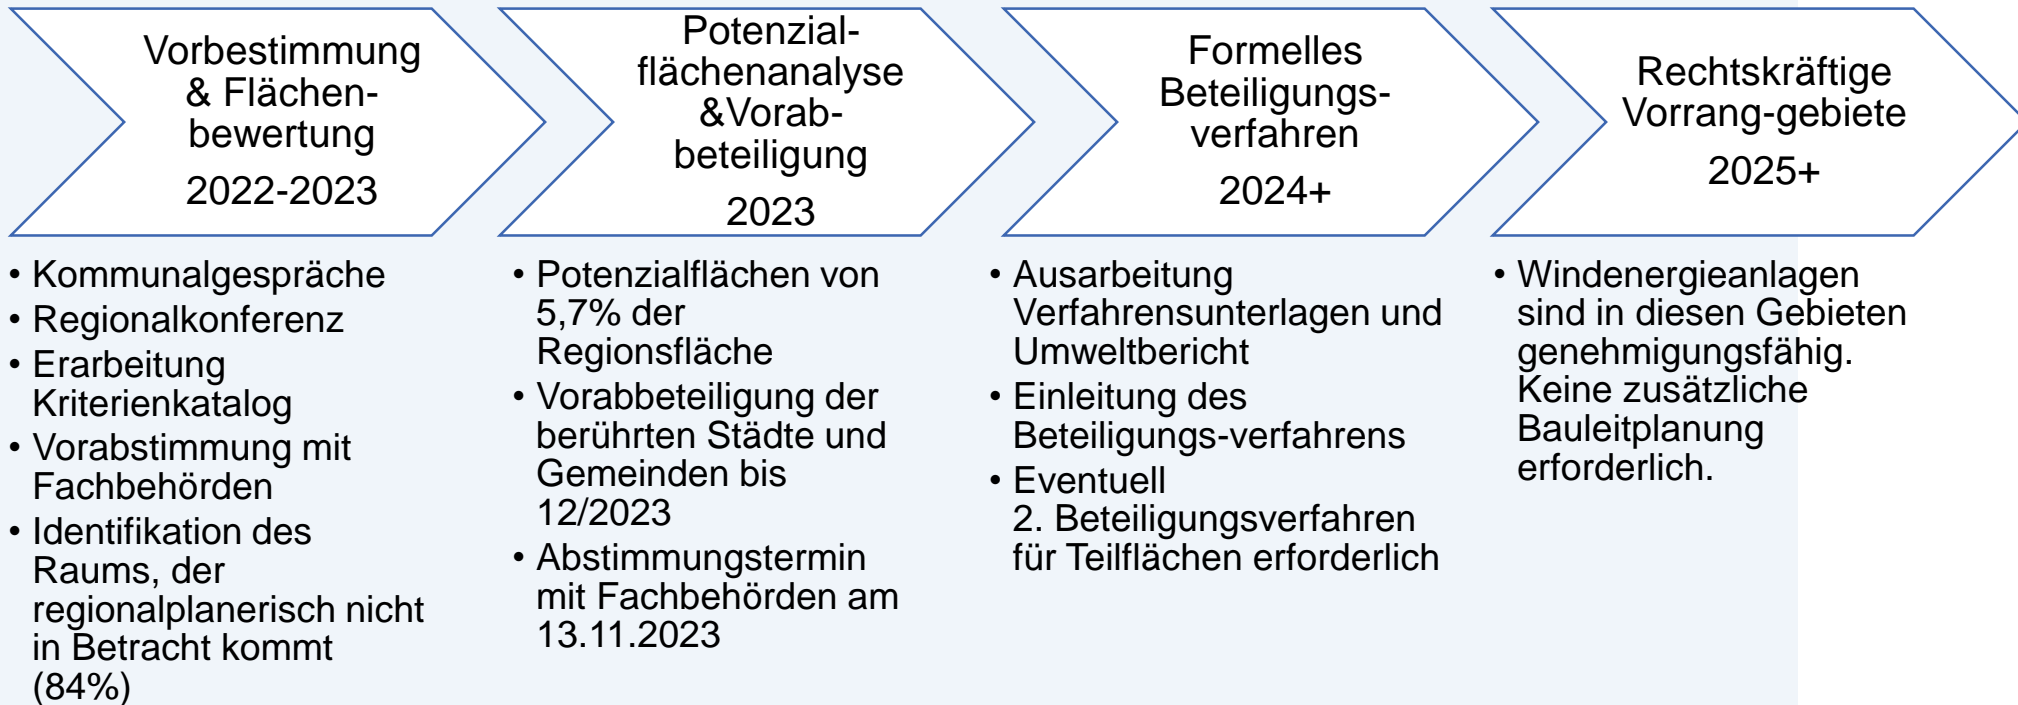 Vorbestimmung
& Flächen-
bewertung
2022-2023
Potenzial-
flächenanalyse
&Vorab-
beteiligung
2023
Formelles
Beteiligungs-
verfahren
2024+
Rechtskräftige
Vorrang-gebiete
2025+
• Kommunalgespräche
• Regionalkonferenz
• Erarbeitung
Kriterienkatalog
• Vorabstimmung mit
Fachbehörden
• Identifikation des
Raums, der
regionalplanerisch nicht
in Betracht kommt
(84%)
• Potenzialflächen von
5,7% der
Regionsfläche
• Vorabbeteiligung der
berührten Städte und
Gemeinden bis
12/2023
• Abstimmungstermin
mit Fachbehörden am
13.11.2023
• Ausarbeitung
Verfahrensunterlagen und
Umweltbericht
• Einleitung des
Beteiligungs-verfahrens
• Eventuell
2. Beteiligungsverfahren
für Teilflächen erforderlich
• Windenergieanlagen
sind in diesen Gebieten
genehmigungsfähig.
Keine zusätzliche
Bauleitplanung
erforderlich.